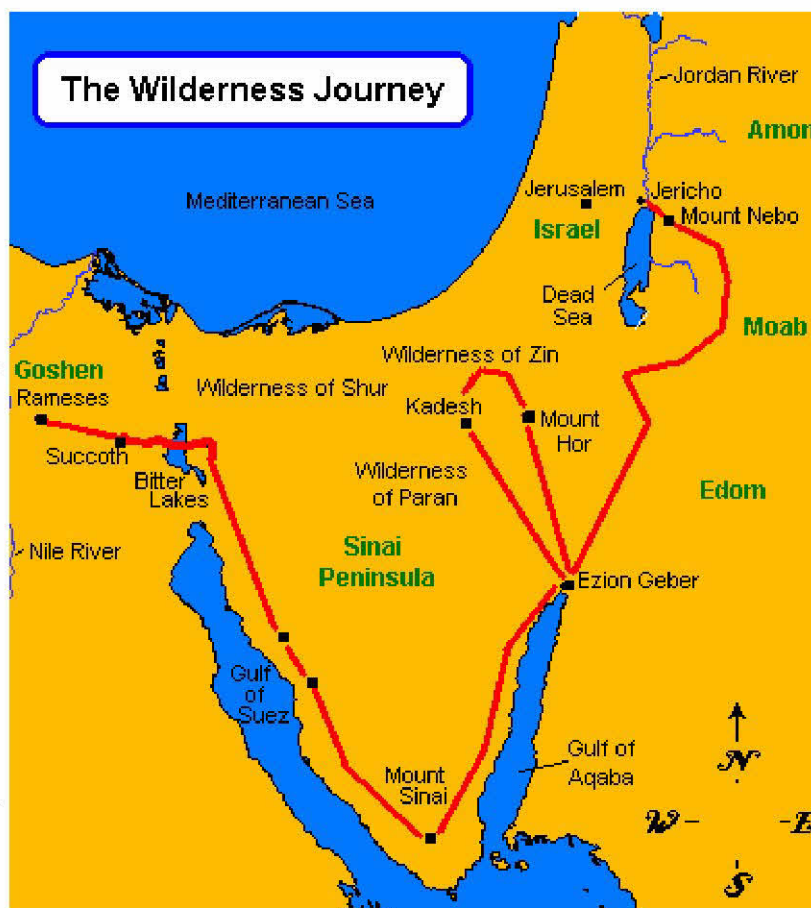 The Wilderness Journey
Jordan River
Amon
Mediterranean Sea
Jerusalem
Jericho
Mount Nebo
Israel
Dead
Sea
Moab
Goshen
Rameses
Wilderness of Shur
Wilderness of Zin
Kadesh
Mount
Hor
Succoth
Bitter
Lakes
Wilderness
of Paran
Edom
Nile River
Sinai
Peninsula
Ezion Geber
Gulf
of
Suez
Mount
Sinai
Gulf of
Aqaba
N
W
E
S